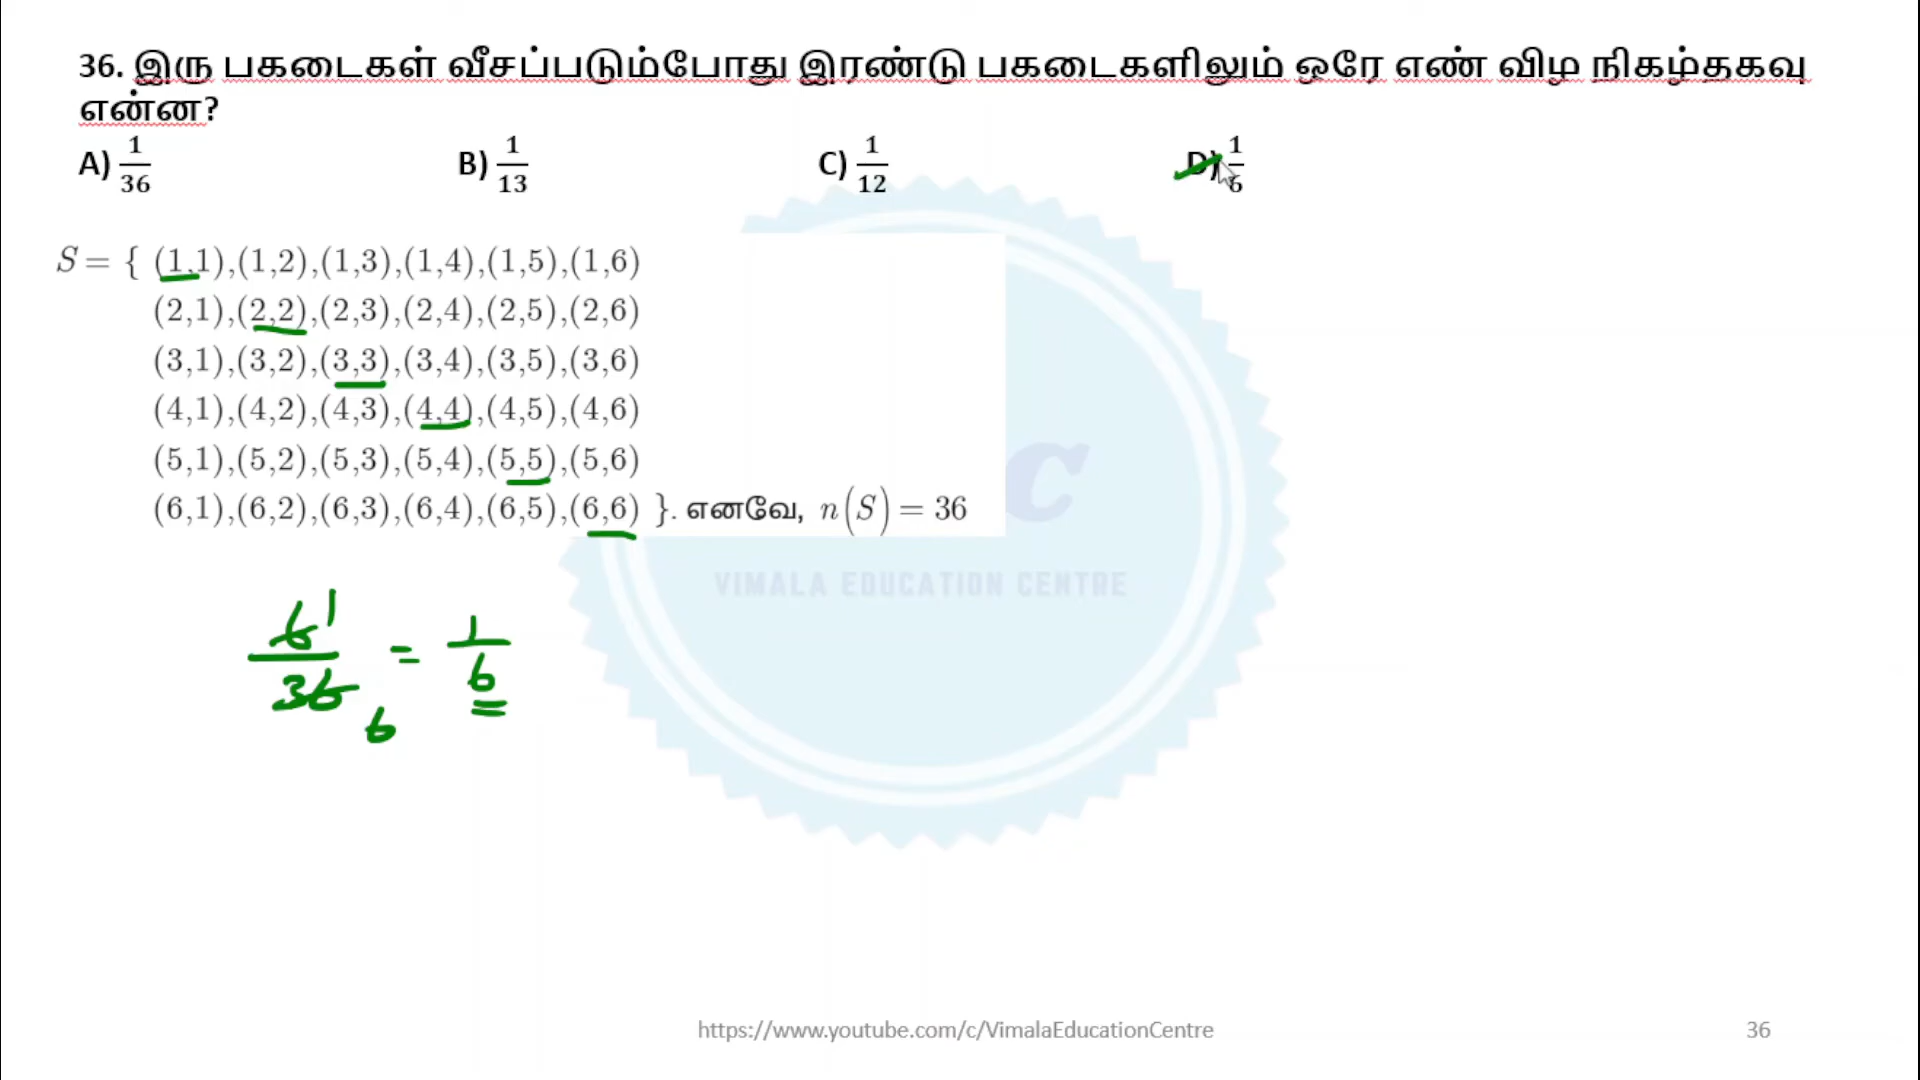 36. இரு பகடைகள் வீசப்படும்போது இரண்டு பகடைகளிலும் ஒரே எண் விழ நிகழ்தகவு
என்ன?
A) 1/36 B) 1/13 C) 1/12 D) 1/6
S = { (1,1),(1,2),(1,3),(1,4),(1,5),(1,6)
(2,1),(2,2),(2,3),(2,4),(2,5),(2,6)
(3,1),(3,2),(3,3),(3,4),(3,5),(3,6)
(4,1),(4,2),(4,3),(4,4),(4,5),(4,6)
(5,1),(5,2),(5,3),(5,4),(5,5),(5,6)
(6,1),(6,2),(6,3),(6,4),(6,5),(6,6) }. எனவே, n(S) = 36
c
VIMALA EDUCATION CENTRE
6 1
36 6 = 1/6
https://www.youtube.com/c/VimalaEducationCentre 36